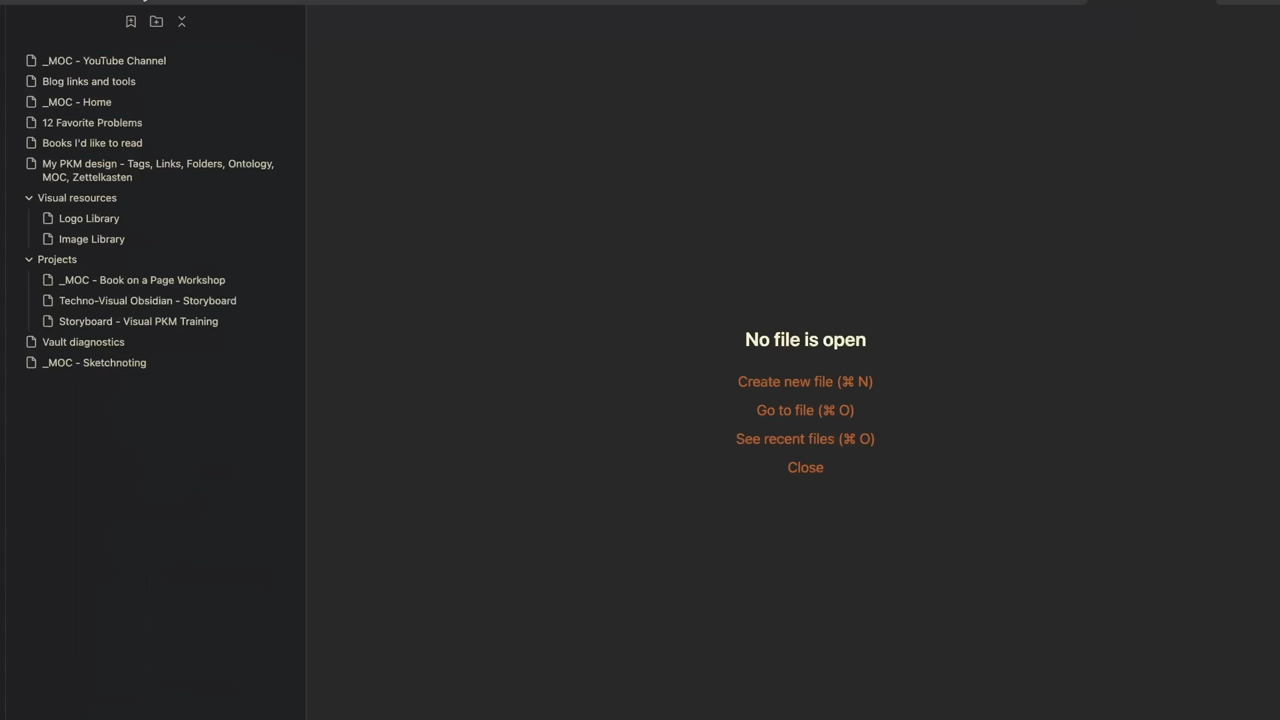 _MOC - YouTube Channel
Blog links and tools
_MOC - Home
12 Favorite Problems
Books I'd like to read
My PKM design - Tags, Links, Folders, Ontology,
MOC, Zettelkasten
Visual resources
Logo Library
Image Library
Projects
_MOC - Book on a Page Workshop
Techno-Visual Obsidian - Storyboard
Storyboard - Visual PKM Training
Vault diagnostics
_MOC - Sketchnoting
No file is open
Create new file (⌘ N)
Go to file (⌘ O)
See recent files (⌘ O)
Close